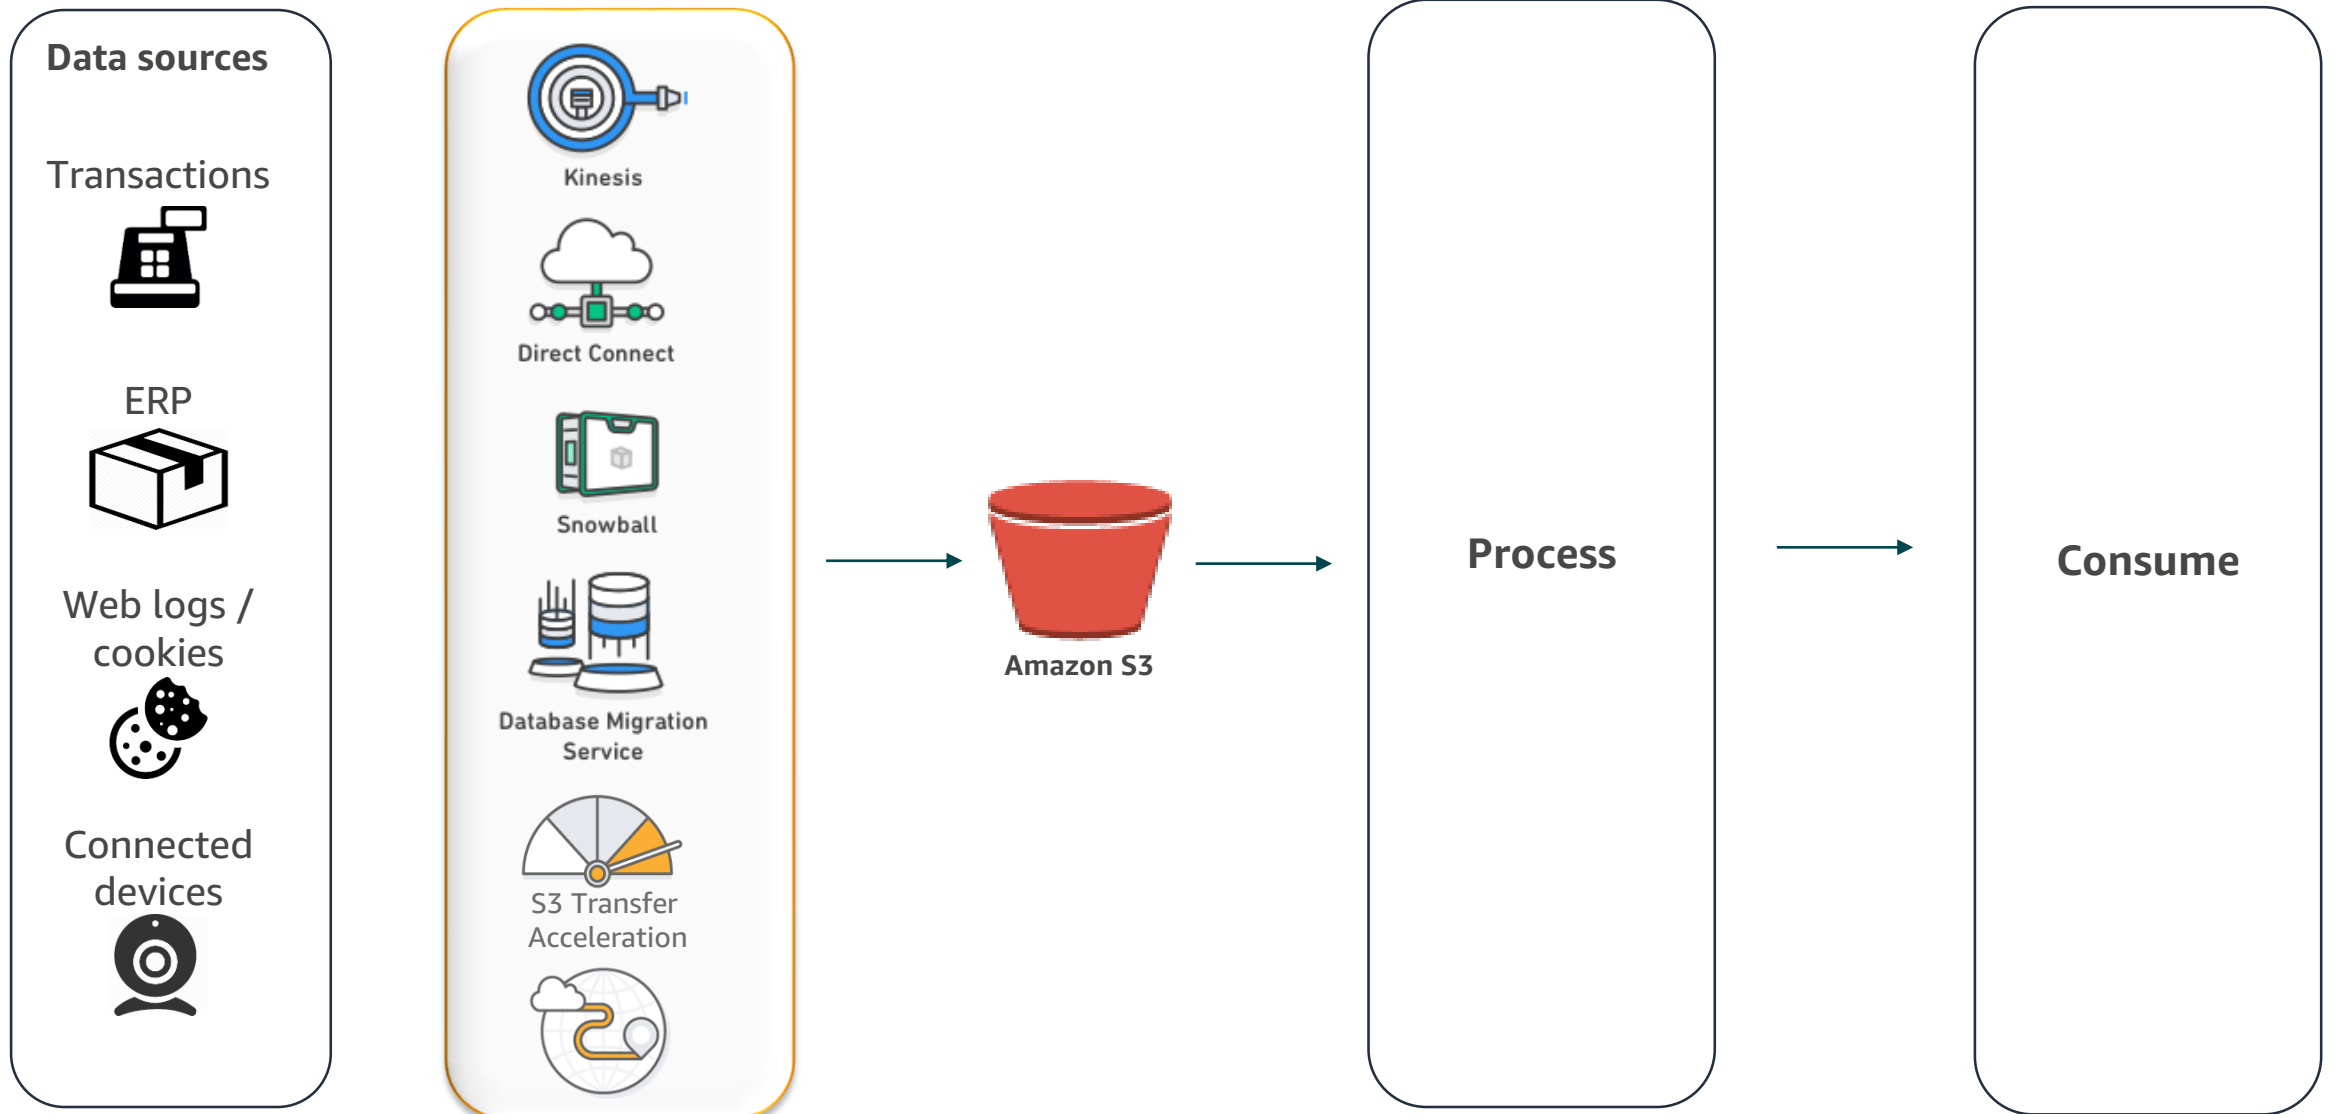 Data sources
Transactions
ERP
Web logs /
cookies
Connected
devices
Kinesis
Direct Connect
Snowball
Database Migration
Service
S3 Transfer
Acceleration
Amazon S3
Process
Consume